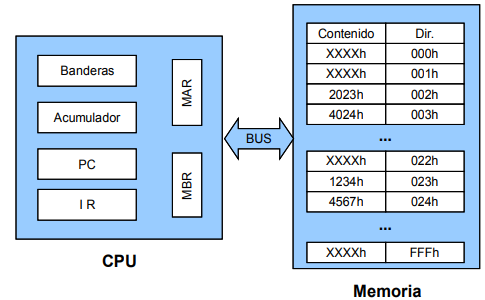 Banderas
Acumulador
PC
I R
MAR
MBR
CPU
BUS
Contenido Dir.
XXXXh 000h
XXXXh 001h
2023h 002h
4024h 003h
...
XXXXh 022h
1234h 023h
4567h 024h
...
XXXXh FFFh
Memoria